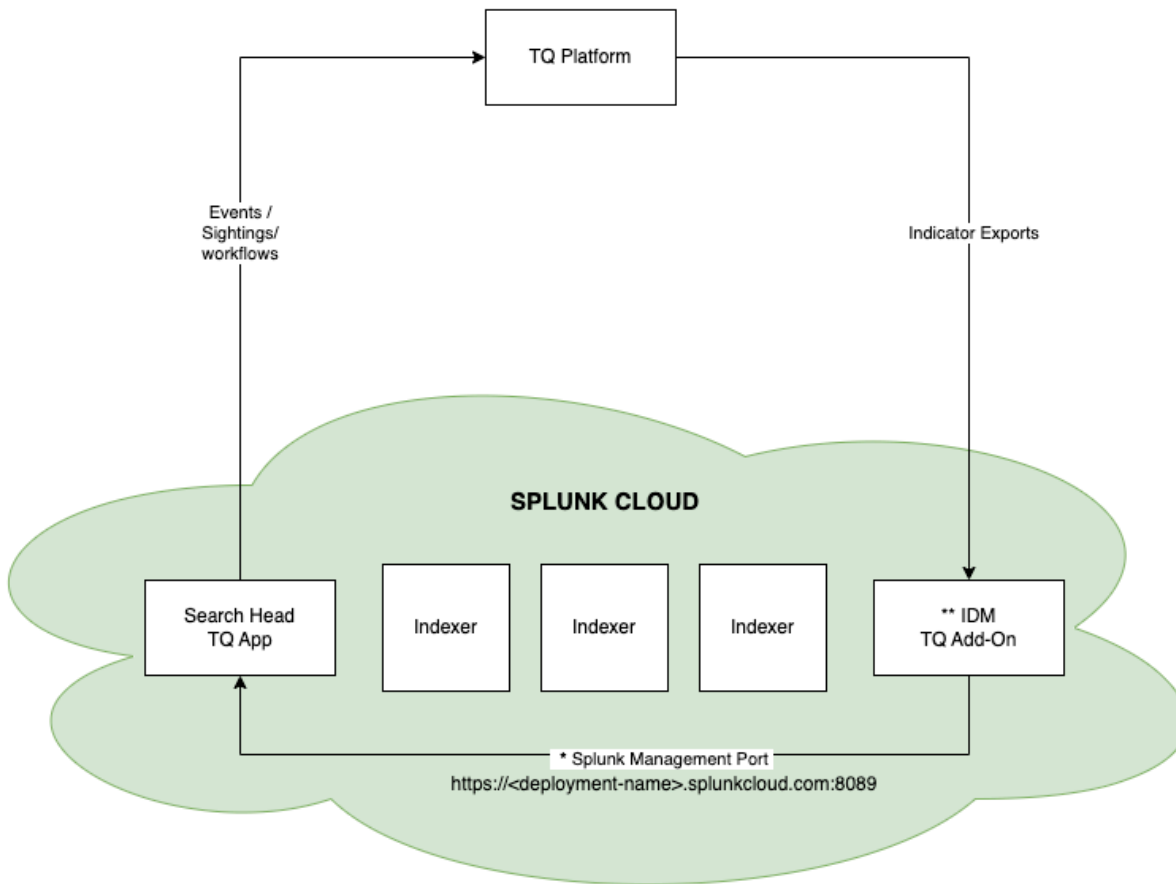 TQ Platform
Events /
Sightings/
workflows
Indicator Exports
SPLUNK CLOUD
Search Head
TQ App
Indexer
Indexer
Indexer
** IDM
TQ Add-On
* Splunk Management Port
https://<deployment-name>.splunkcloud.com:8089